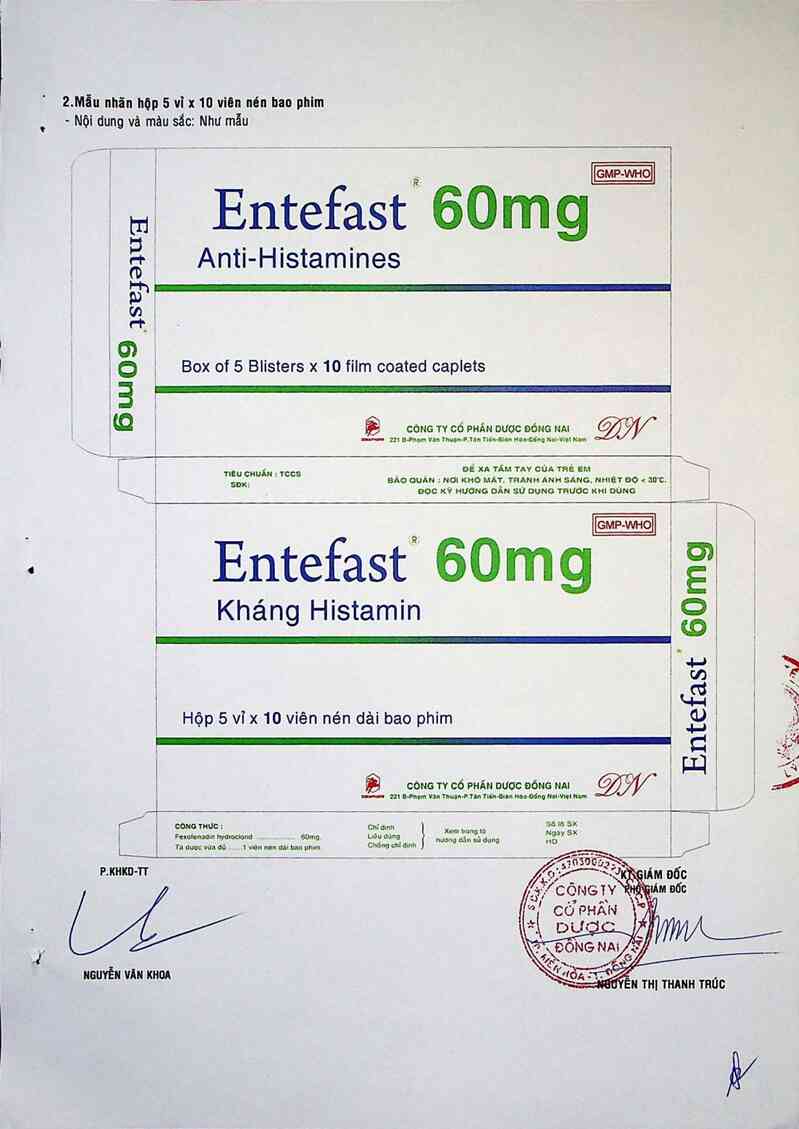 2.Mẫu nhãn hộp 5 vỉ x 10 viên nén bao phim
- Nội dung và màu sắc: Như mẫu
GMP-WHO
Entefast® 60mg
Anti-Histamines
Entefast® 60mg
Box of 5 Blisters x 10 film coated caplets
CÔNG TY CỔ PHẦN DƯỢC ĐỒNG NAI
221 B-Phạm Văn Thuận-P.Tân Tiến-Biên Hòa-Đồng Nai-Việt Nam
DN
TIÊU CHUẨN : TCCS
SĐK:
ĐỂ XA TẦM TAY CỦA TRẺ EM
BẢO QUẢN : NƠI KHÔ MÁT, TRÁNH ÁNH SÁNG, NHIỆT ĐỘ < 30°C.
ĐỌC KỸ HƯỚNG DẪN SỬ DỤNG TRƯỚC KHI DÙNG
GMP-WHO
Entefast® 60mg
Kháng Histamin
Entefast® 60mg
Hộp 5 vỉ x 10 viên nén dài bao phim
CÔNG TY CỔ PHẦN DƯỢC ĐỒNG NAI
221 B-Phạm Văn Thuận-P.Tân Tiến-Biên Hòa-Đồng Nai-Việt Nam
DN
CÔNG THỨC :
Fexofenadin hydroclorid ............... 60mg.
Tá dược vừa đủ ..... 1 viên nén dài bao phim
Chỉ định
Liều dùng
Chống chỉ định
Xem trong tờ
hướng dẫn sử dụng
Số lô SX
Ngày SX
HD
P.KHKD-TT
KT.GIÁM ĐỐC
PHÓ GIÁM ĐỐC
CÔNG TY
CỔ PHẦN
DƯỢC
ĐỒNG NAI
NGUYỄN VĂN KHOA
NGUYỄN THỊ THANH TRÚC